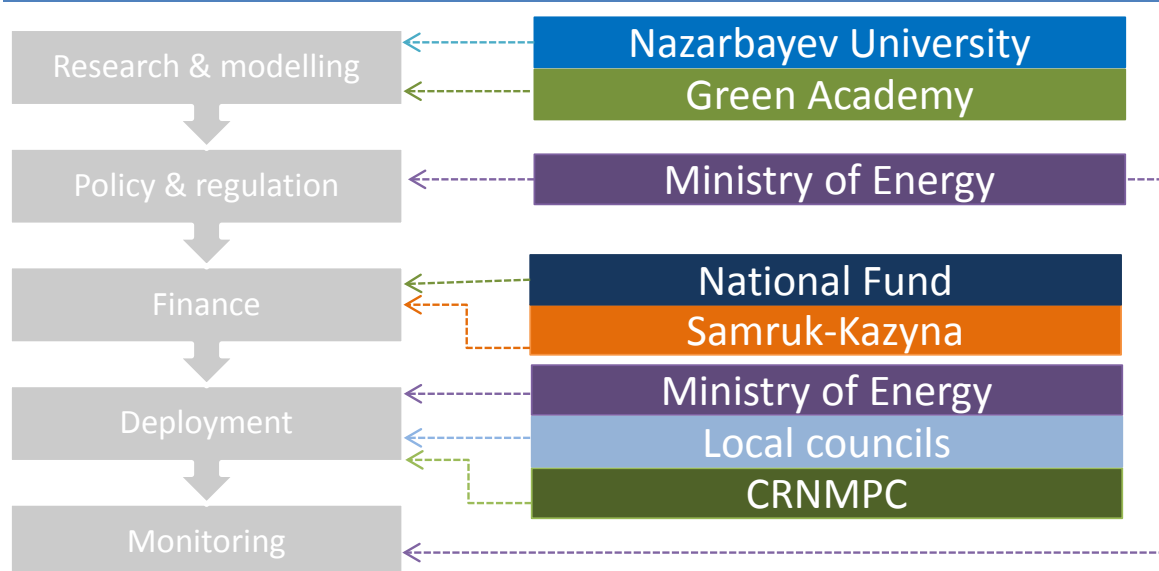 Research & modelling
Nazarbayev University
Green Academy
Policy & regulation
Ministry of Energy
Finance
National Fund
Samruk-Kazyna
Deployment
Ministry of Energy
Local councils
CRNMPC
Monitoring